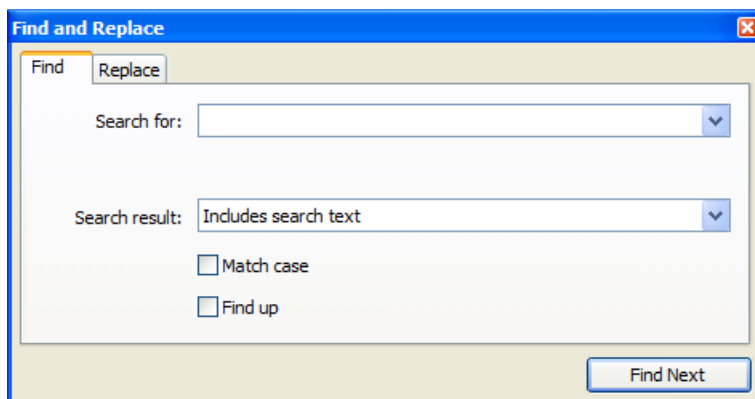 Find and Replace
Find
Replace
Search for:
Search result: Includes search text
Match case
Find up
Find Next